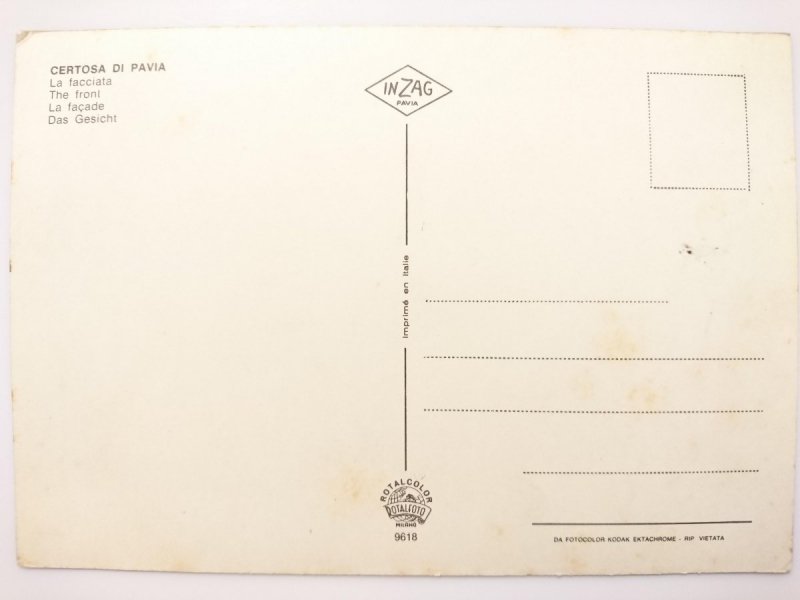 CERTOSA DI PAVIA
La facciata
The front
La façade
Das Gesicht
INZAG
PAVIA
Imprimé en Italie
ROTALCOLOR
ROTALFOTO
MILANO
9618
DA FOTOCOLOR KODAK EKTACHROME - RIP VIETATA